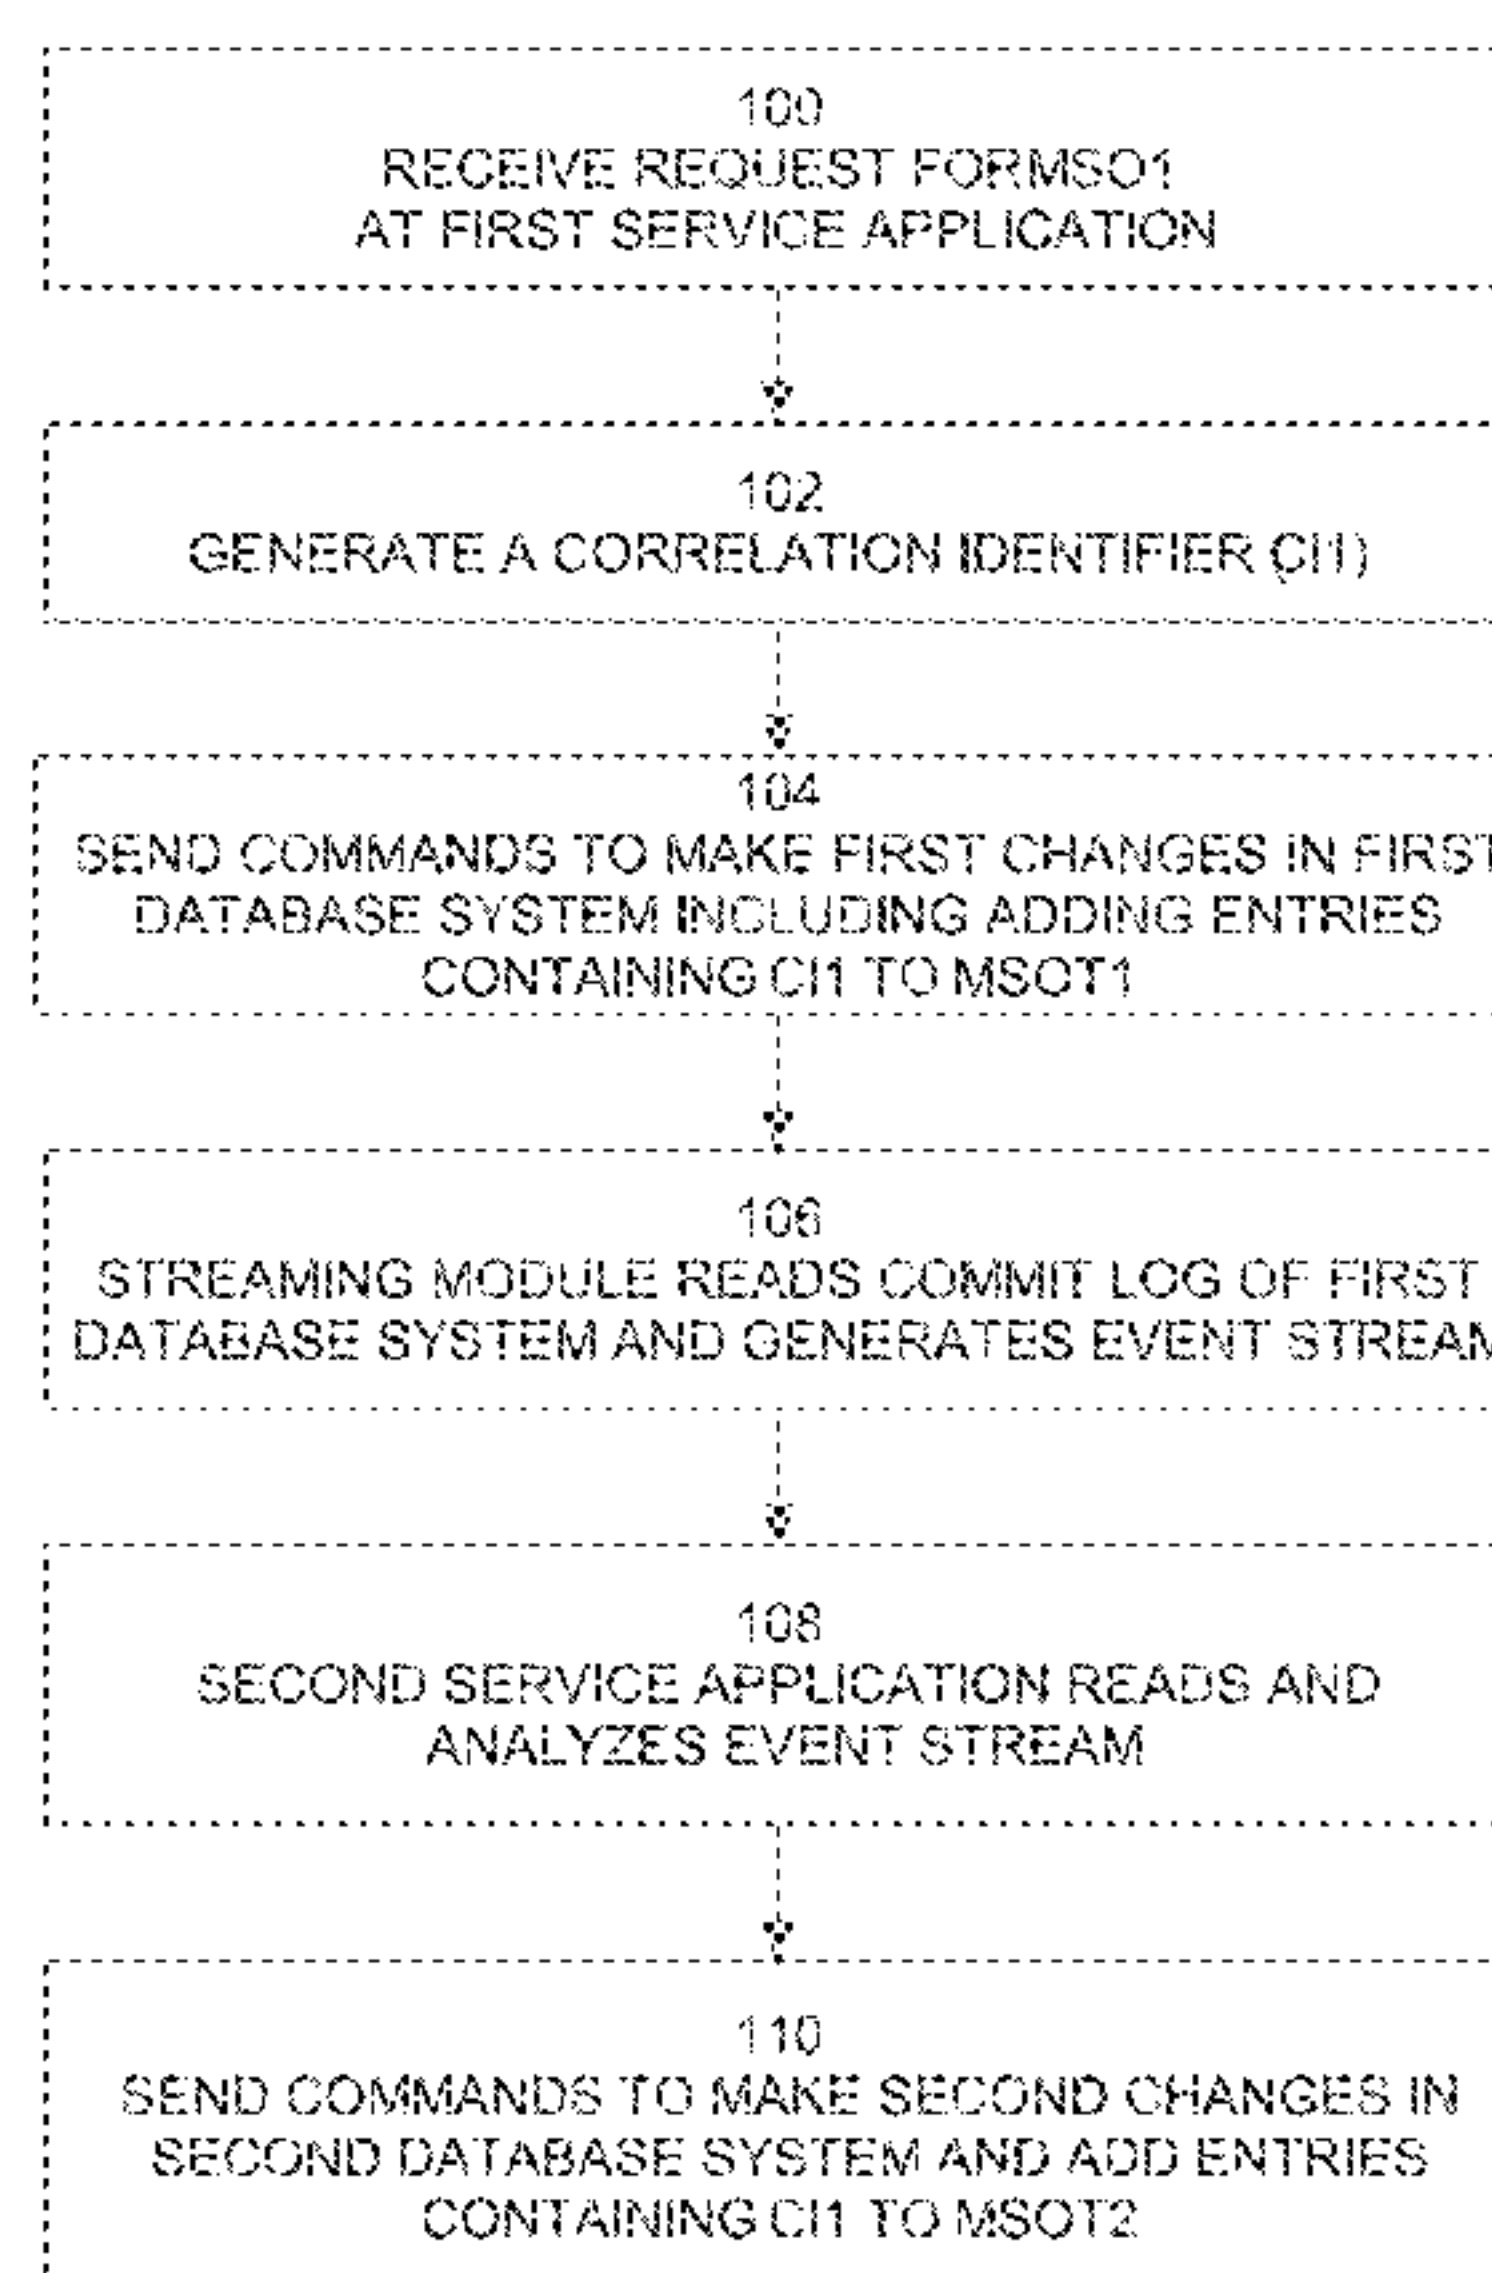 100
RECEIVE REQUEST FORMSO1
AT FIRST SERVICE APPLICATION
102
GENERATE A CORRELATION IDENTIFIER (CI1)
104
SEND COMMANDS TO MAKE FIRST CHANGES IN FIRST
DATABASE SYSTEM INCLUDING ADDING ENTRIES
CONTAINING CI1 TO MSOT1
106
STREAMING MODULE READS COMMIT LOG OF FIRST
DATABASE SYSTEM AND GENERATES EVENT STREAM
108
SECOND SERVICE APPLICATION READS AND
ANALYZES EVENT STREAM
110
SEND COMMANDS TO MAKE SECOND CHANGES IN
SECOND DATABASE SYSTEM AND ADD ENTRIES
CONTAINING CI1 TO MSOT2